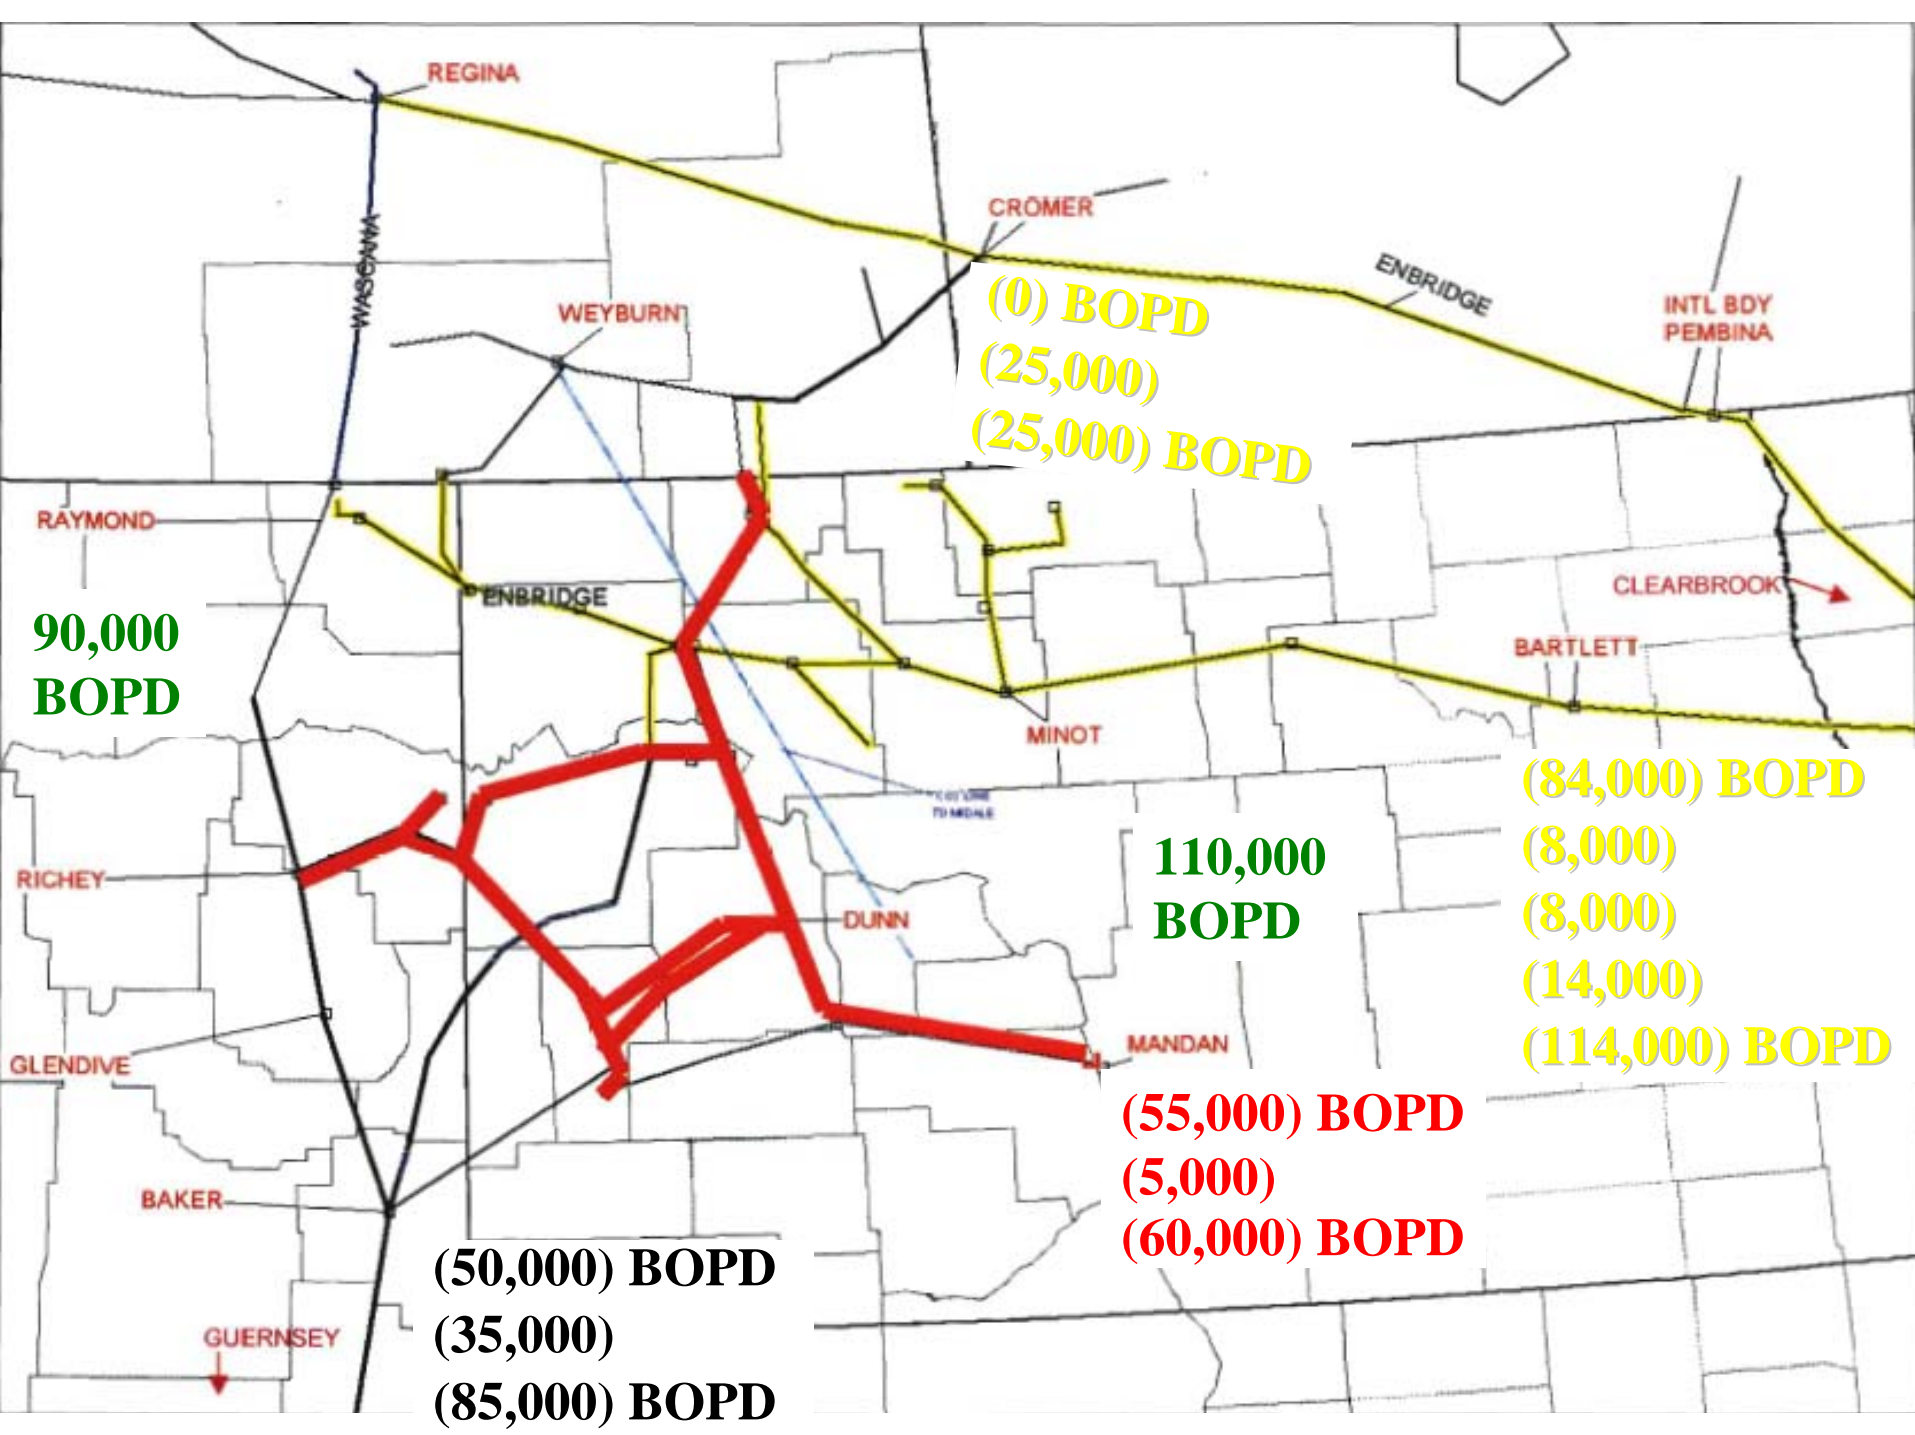 REGINA
WASCANA
CROMER
ENBRIDGE
INTL BDY
PEMBINA
WEYBURN
(0) BOPD
(25,000)
(25,000) BOPD
RAYMOND
ENBRIDGE
CLEARBROOK
BARTLETT
90,000
BOPD
MINOT
TO MIDALE
(84,000) BOPD
(8,000)
(8,000)
(14,000)
(114,000) BOPD
110,000
BOPD
RICHEY
DUNN
GLENDIVE
MANDAN
(55,000) BOPD
(5,000)
(60,000) BOPD
BAKER
(50,000) BOPD
(35,000)
(85,000) BOPD
GUERNSEY